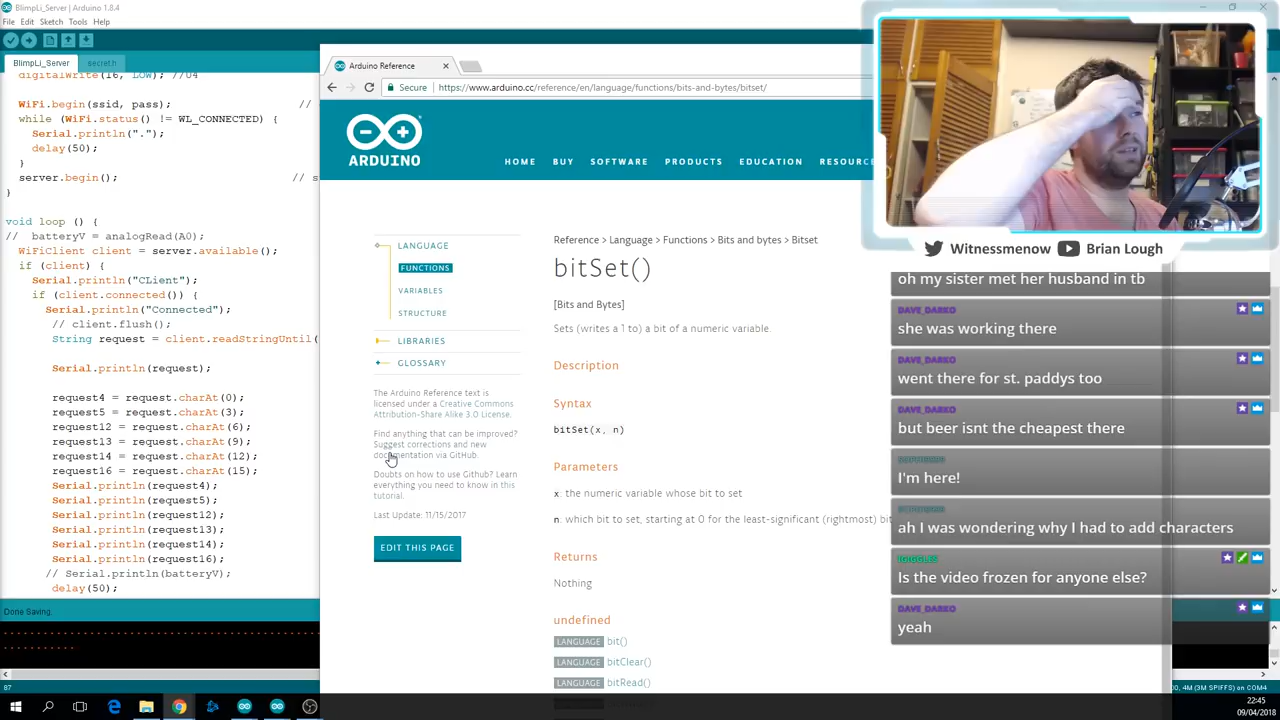 BlimpLi_Server | Arduino 1.8.4
File Edit Sketch Tools Help
BlimpLi_Server secret.h
digitalWrite(16, LOW); //U4
WiFi.begin(ssid, pass); //
while (WiFi.status() != WL_CONNECTED) {
Serial.println(".");
delay(50);
}
server.begin(); // s
}
void loop () {
// batteryV = analogRead(A0);
WiFiClient client = server.available();
if (client) {
Serial.println("CLient");
if (client.connected()) {
Serial.println("Connected");
// client.flush();
String request = client.readStringUntil(
Serial.println(request);
request4 = request.charAt(0);
request5 = request.charAt(3);
request12 = request.charAt(6);
request13 = request.charAt(9);
request14 = request.charAt(12);
request16 = request.charAt(15);
Serial.println(request4);
Serial.println(request5);
Serial.println(request12);
Serial.println(request13);
Serial.println(request14);
Serial.println(request16);
// Serial.println(batteryV);
delay(50);
Done Saving.
87
Arduino Reference
Secure https://www.arduino.cc/reference/en/language/functions/bits-and-bytes/bitset/
ARDUINO
HOME BUY SOFTWARE PRODUCTS EDUCATION RESOURC
LANGUAGE
FUNCTIONS
VARIABLES
STRUCTURE
LIBRARIES
GLOSSARY
The Arduino Reference text is
licensed under a Creative Commons
Attribution-Share Alike 3.0 License.
Find anything that can be improved?
Suggest corrections and new
documentation via GitHub.
Doubts on how to use Github? Learn
everything you need to know in this
tutorial.
Last Update: 11/15/2017
EDIT THIS PAGE
Reference > Language > Functions > Bits and bytes > Bitset
bitSet()
[Bits and Bytes]
Sets (writes a 1 to) a bit of a numeric variable.
Description
Syntax
bitSet(x, n)
Parameters
x: the numeric variable whose bit to set
n: which bit to set, starting at 0 for the least-significant (rightmost) bit
Returns
Nothing
undefined
LANGUAGE bit()
LANGUAGE bitClear()
LANGUAGE bitRead()
Witnessmenow Brian Lough
oh my sister met her husband in tb
DAVE_DARKO
she was working there
DAVE_DARKO
went there for st. paddys too
DAVE_DARKO
but beer isnt the cheapest there
I'm here!
ah I was wondering why I had to add characters
IGIGGLES
Is the video frozen for anyone else?
DAVE_DARKO
yeah
00, 4M (3M SPIFFS) on COM4
22:45
09/04/2018